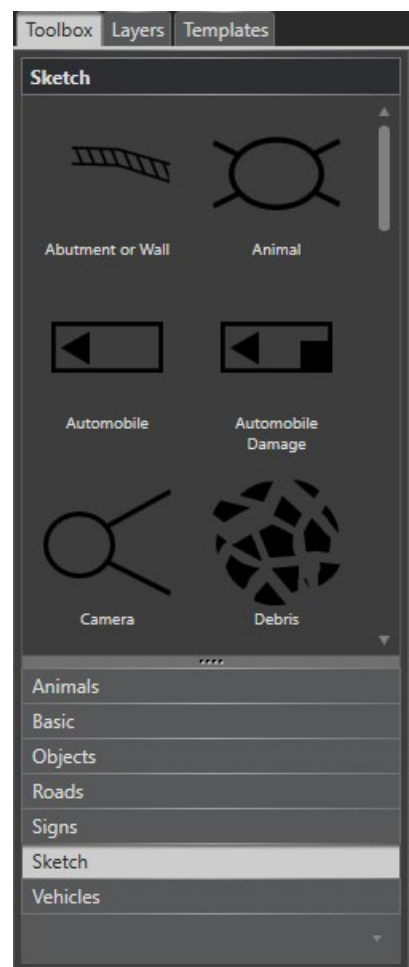 Toolbox Layers Templates
Sketch
Abutment or Wall Animal
Automobile Automobile
Damage
Camera Debris
Animals
Basic
Objects
Roads
Signs
Sketch
Vehicles